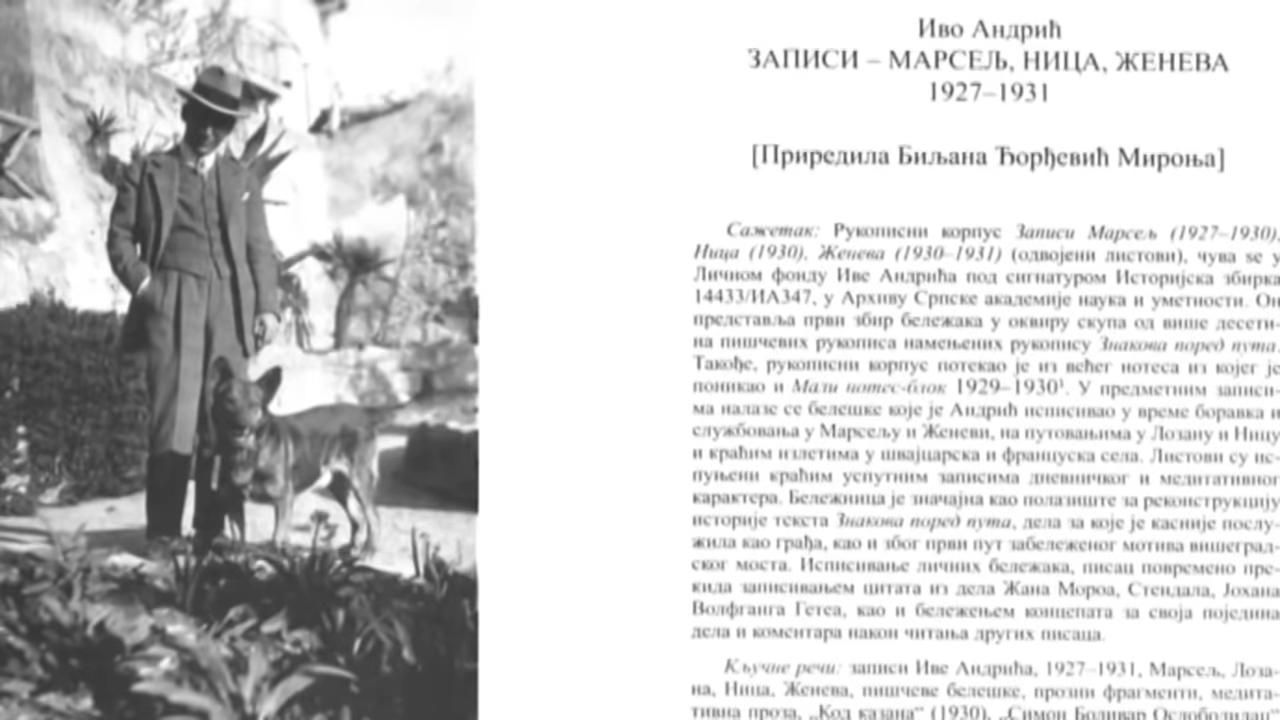 Иво Андрић
ЗАПИСИ – МАРСЕЉ, НИЦА, ЖЕНЕВА
1927–1931
[Приредила Биљана Ђорђевић Мироња]
Сажетак: Рукописни корпус Записи Марсељ (1927–1930),
Ница (1930), Женева (1930–1931) (одвојени листови), чува se у
Личном фонду Иве Андрића под сигнатуром Историјска збирка
14433/ИА347, у Архиву Српске академије наука и уметности. Он
представља први збир бележака у оквиру скупа од више десети-
на пишчевих рукописа намењених рукопису Знакова поред пута.
Такође, рукописни корпус потекао је из већег нотеса из којег је
поникао и Мали нотес-блок 1929–1930¹. У предметним записи-
ма налазе се белешке које је Андрић исписивао у време боравка и
службовања у Марсељу и Женеви, на путовањима у Лозану и Ницу
и краћим излетима у швајцарска и француска села. Листови су ис-
пуњени краћим успутним записима дневничког и медитативног
карактера. Бележница је значајна као полазиште за реконструкцију
историје текста Знакова поред пута, дела за које је касније послу-
жила као грађа, као и због први пут забележеног мотива вишеград-
ског моста. Исписивање личних бележака, писац повремено пре-
кида записивањем цитата из дела Жана Мороа, Стендала, Јохана
Волфганга Гетеа, као и бележењем концепата за своја поједина
дела и коментара након читања других писаца.
Кључне речи: записи Иве Андрића, 1927–1931, Марсељ, Лоза-
на, Ница, Женева, пишчеве белешке, прозни фрагменти, медита-
тивна проза, „Код казана“ (1930), „Симон Боливар Ослободилац“